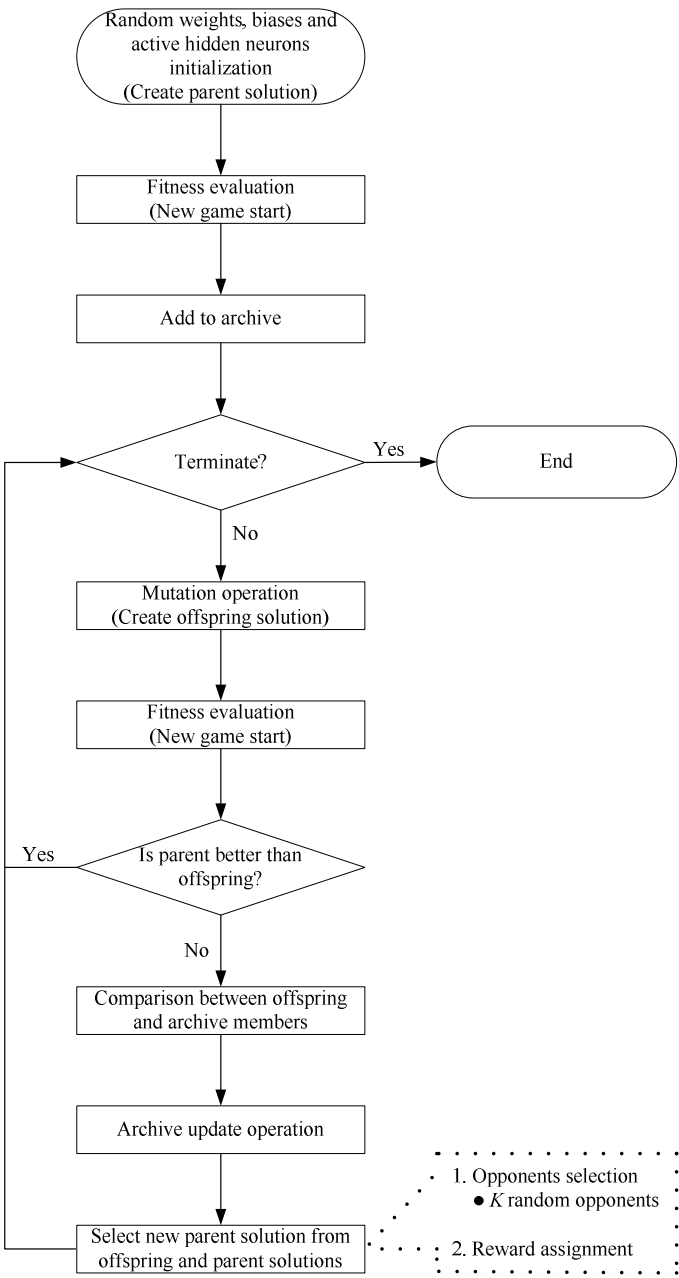 Random weights, biases and
active hidden neurons
initialization
(Create parent solution)
Fitness evaluation
(New game start)
Add to archive
Terminate?
Yes
End
No
Mutation operation
(Create offspring solution)
Fitness evaluation
(New game start)
Is parent better than
offspring?
Yes
No
Comparison between offspring
and archive members
Archive update operation
Select new parent solution from
offspring and parent solutions
1. Opponents selection
● K random opponents
2. Reward assignment